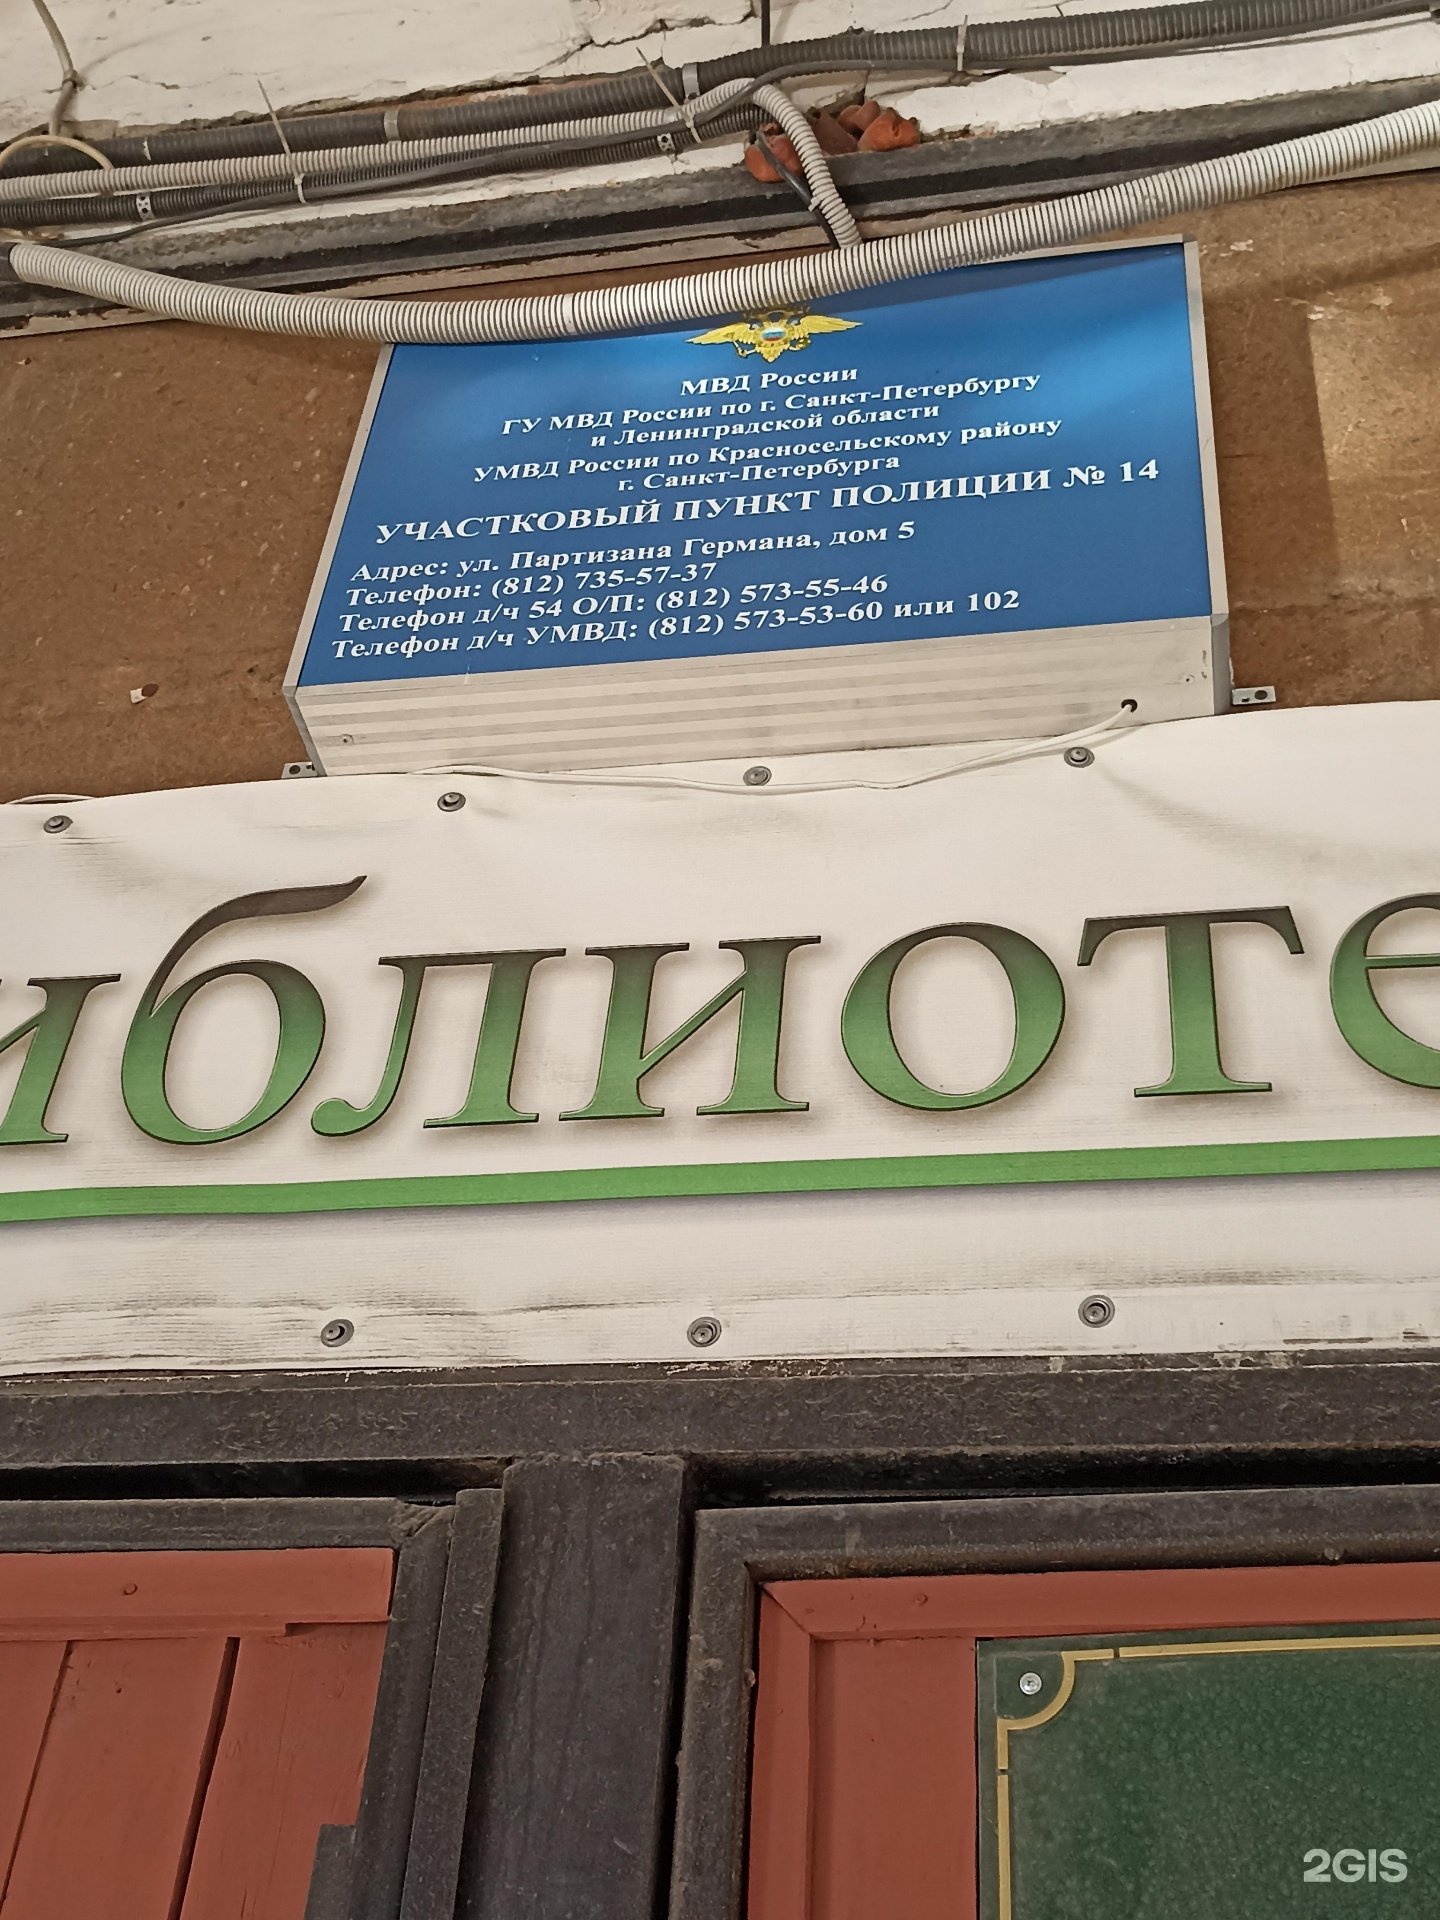 МВД России
ГУ МВД России по г. Санкт-Петербургу
и Ленинградской области
УМВД России по Красносельскому району
г. Санкт-Петербурга
УЧАСТКОВЫЙ ПУНКТ ПОЛИЦИИ № 14
Адрес: ул. Партизана Германа, дом 5
Телефон: (812) 735-57-37
Телефон д/ч 54 О/П: (812) 573-55-46
Телефон д/ч УМВД: (812) 573-53-60 или 102
иблиоте
2GIS